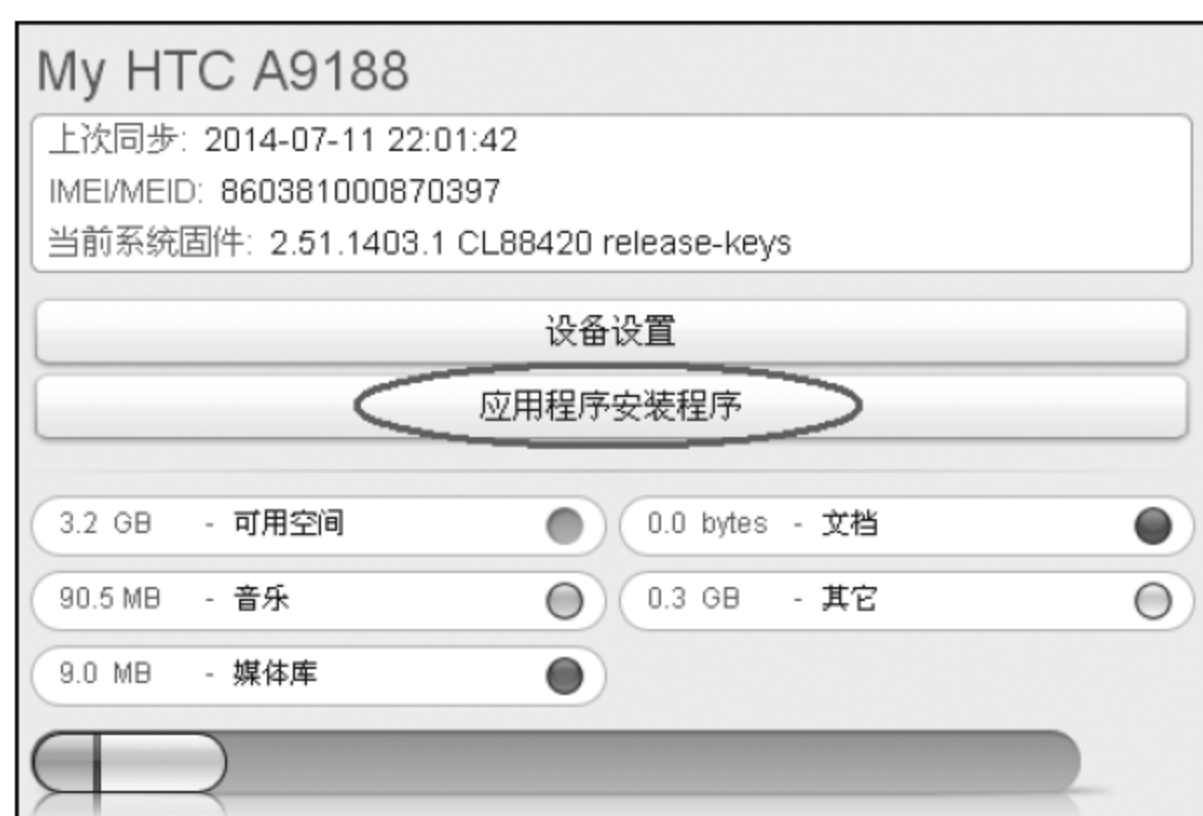 My HTC A9188
上次同步: 2014-07-11 22:01:42
IMEI/MEID: 860381000870397
当前系统固件: 2.51.1403.1 CL88420 release-keys
设备设置
应用程序安装程序
3.2 GB - 可用空间
0.0 bytes - 文档
90.5 MB - 音乐
0.3 GB - 其它
9.0 MB - 媒体库